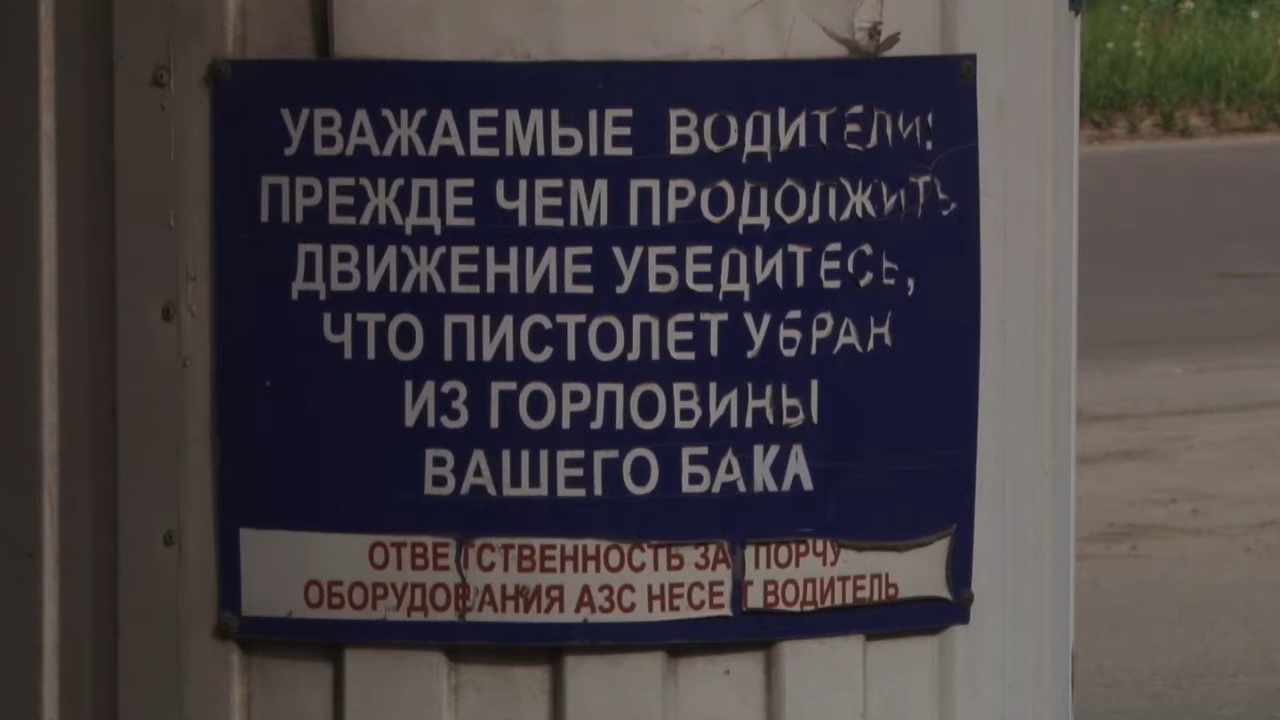 УВАЖАЕМЫЕ ВОДИТЕЛИ!
ПРЕЖДЕ ЧЕМ ПРОДОЛЖИТЬ
ДВИЖЕНИЕ УБЕДИТЕСЬ,
ЧТО ПИСТОЛЕТ УБРАН
ИЗ ГОРЛОВИНЫ
ВАШЕГО БАКА
ОТВЕТСТВЕННОСТЬ ЗА ПОРЧУ
ОБОРУДОВАНИЯ АЗС НЕСЕТ ВОДИТЕЛЬ